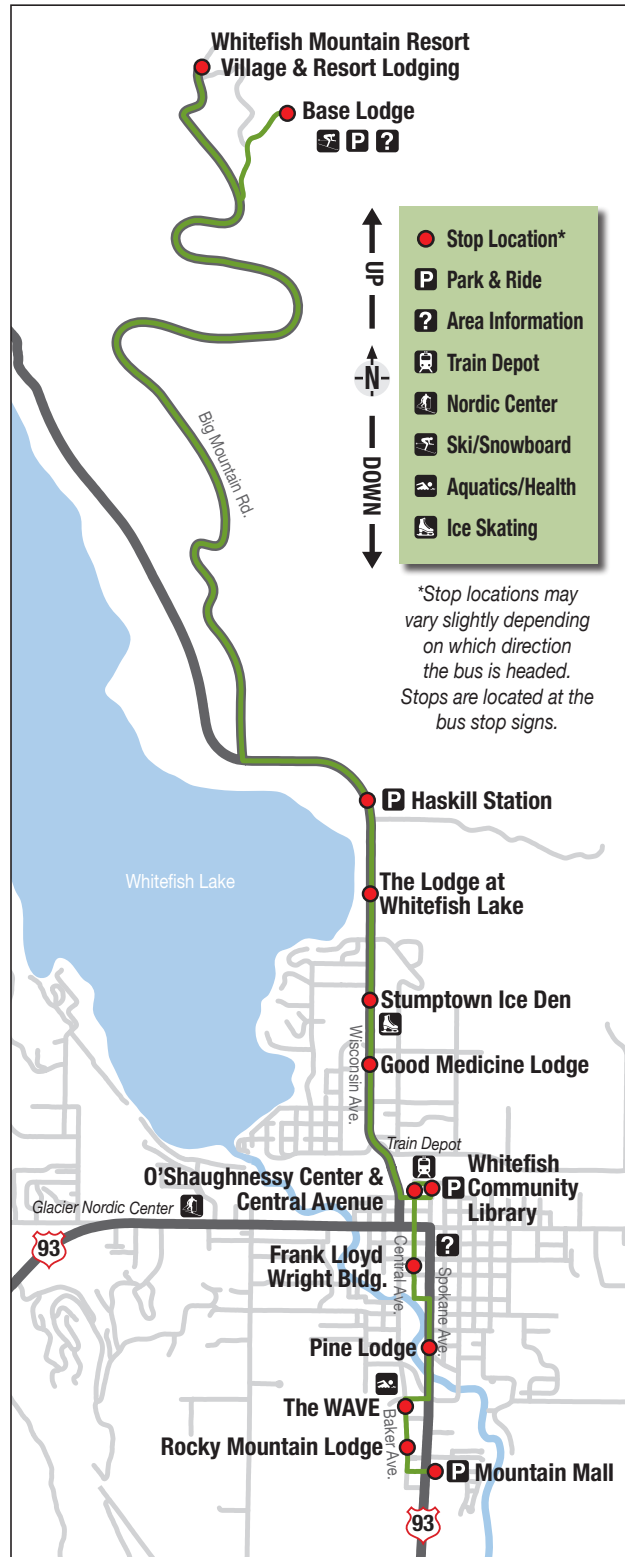 Whitefish Mountain Resort
Village & Resort Lodging
Base Lodge
P ?
UP
N
DOWN
Stop Location*
P Park & Ride
? Area Information
Train Depot
Nordic Center
Ski/Snowboard
Aquatics/Health
Ice Skating
*Stop locations may
vary slightly depending
on which direction
the bus is headed.
Stops are located at the
bus stop signs.
Big Mountain Rd.
P Haskill Station
Whitefish Lake
The Lodge at
Whitefish Lake
Stumptown Ice Den
Wisconsin Ave.
Good Medicine Lodge
Train Depot
O'Shaughnessy Center &
Central Avenue
P Whitefish
Community
Library
Glacier Nordic Center
93
?
Frank Lloyd
Wright Bldg.
Central Ave.
Spokane Ave.
Pine Lodge
The WAVE
Baker Ave.
Rocky Mountain Lodge
P Mountain Mall
93